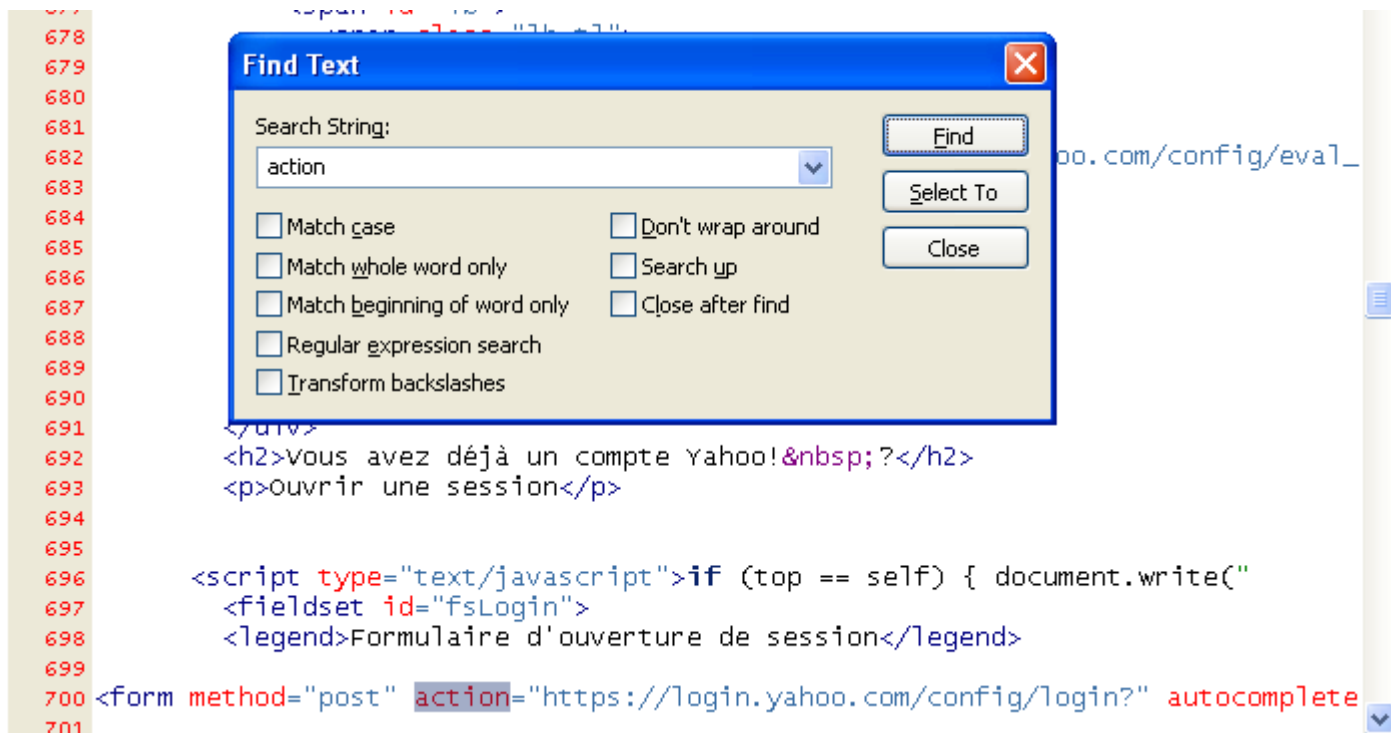 678
679
680
681
682 oo.com/config/eval_
683
684
685
686
687
688
689
690
Find Text
Search String:
action
Find
Select To
Close
Match case
Don't wrap around
Match whole word only
Search up
Match beginning of word only
Close after find
Regular expression search
Transform backslashes
691 </div>
692 <h2>Vous avez déjà un compte Yahoo!&nbsp;?</h2>
693 <p>Ouvrir une session</p>
694
695
696 <script type="text/javascript">if (top == self) { document.write("
697 <fieldset id="fsLogin">
698 <legend>Formulaire d'ouverture de session</legend>
699
700 <form method="post" action="https://login.yahoo.com/config/login?" autocomplete
701